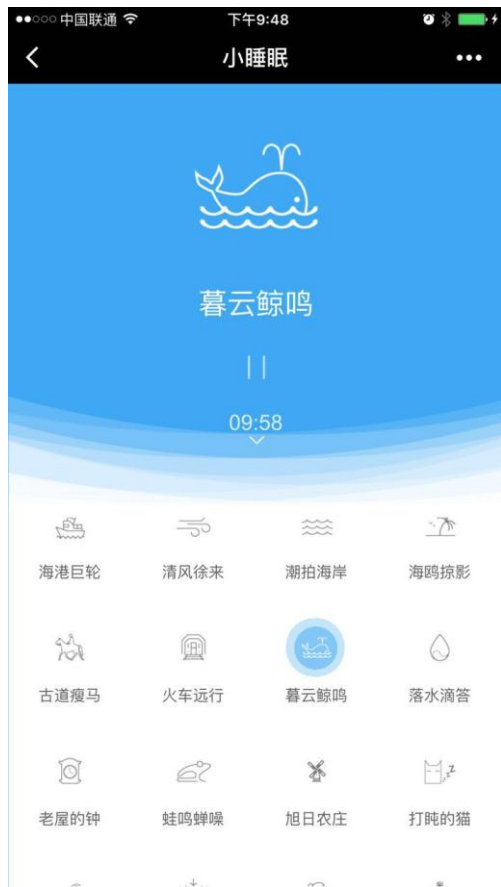 中国联通 下午9:48
小睡眠
暮云鲸鸣
09:58
海港巨轮 清风徐来 潮拍海岸 海鸥掠影
古道瘦马 火车远行 暮云鲸鸣 落水滴答
老屋的钟 蛙鸣蝉噪 旭日农庄 打盹的猫